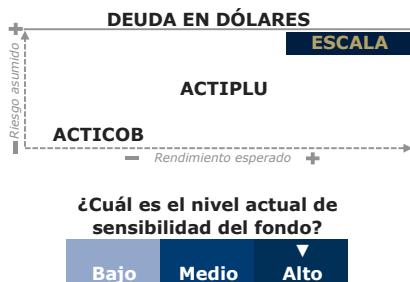 DEUDA EN DÓLARES
ESCALA
Riesgo asumido
ACTIPLU
ACTICOB
Rendimiento esperado
¿Cuál es el nivel actual de
sensibilidad del fondo?
Bajo Medio Alto